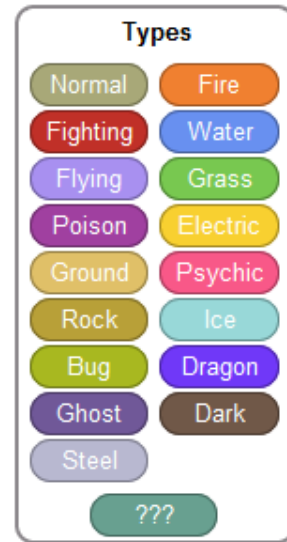 Types
Normal Fire
Fighting Water
Flying Grass
Poison Electric
Ground Psychic
Rock Ice
Bug Dragon
Ghost Dark
Steel
???